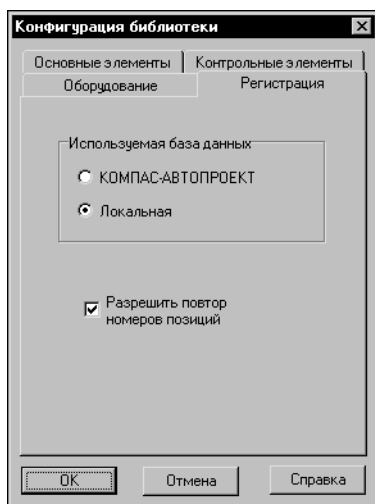 Конфигурация библиотеки
Основные элементы Контрольные элементы
Оборудование Регистрация
Используемая база данных
КОМПАС-АВТОПРОЕКТ
Локальная
Разрешить повтор
номеров позиций
OK Отмена Справка